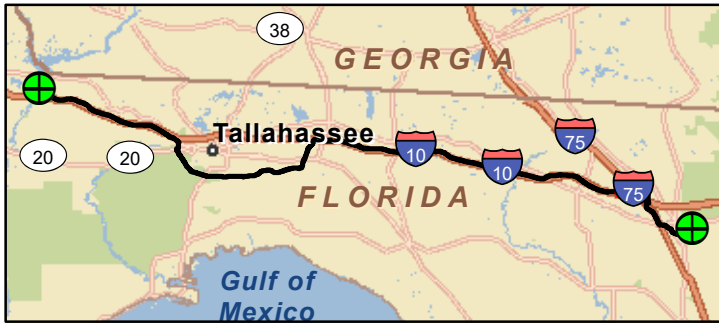 38
GEORGIA
Tallahassee
75
10
10
20
20
FLORIDA
75
Gulf of
Mexico